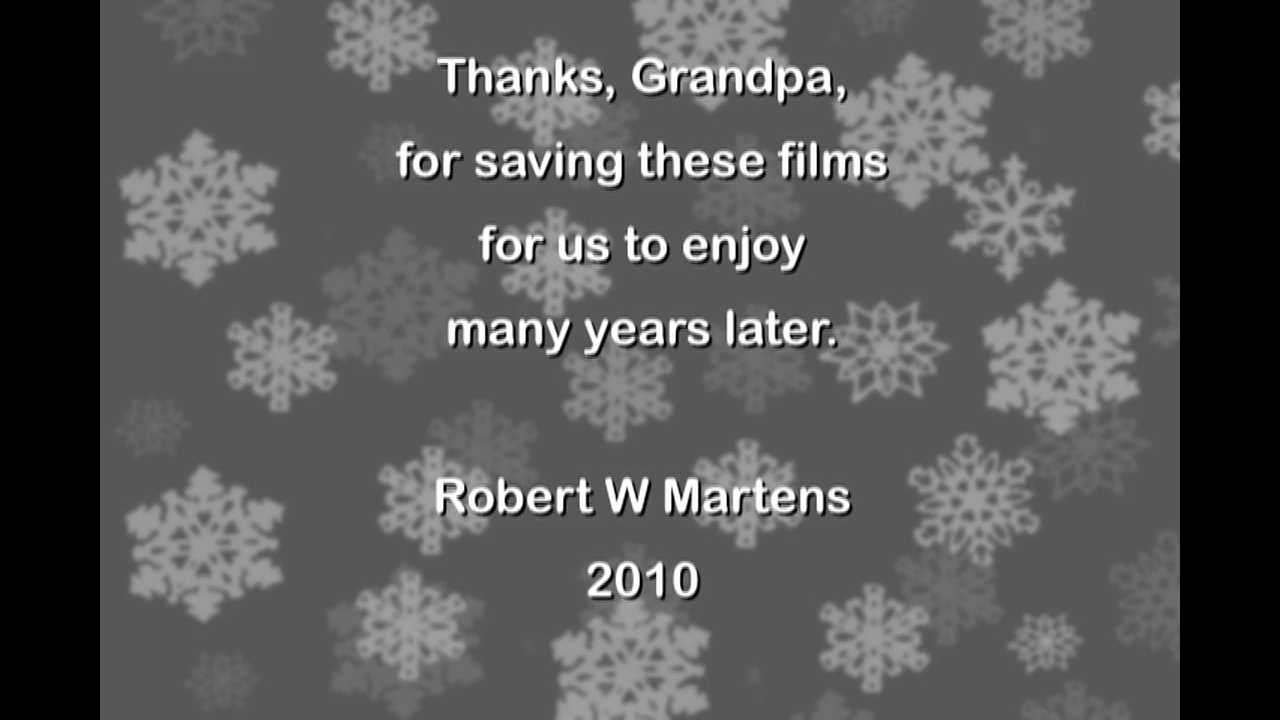 Thanks, Grandpa,
for saving these films
for us to enjoy
many years later.
Robert W Martens
2010